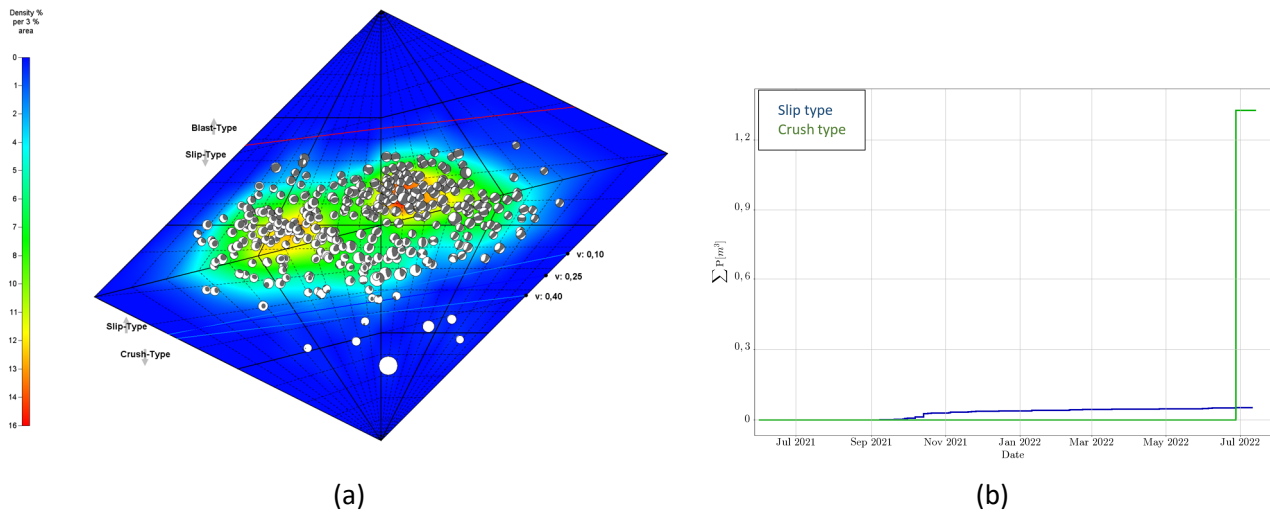 Density %
per 3 %
area
0
1
2
4
5
6
7
8
10
11
12
13
14
16
Blast-Type
Slip-Type
ν: 0,10
ν: 0,25
ν: 0,40
Slip-Type
Crush-Type
(a)
Slip type
Crush type
1,2
0,9
0,6
0,3
0
∑ P[m³]
Jul 2021
Sep 2021
Nov 2021
Jan 2022
Mar 2022
May 2022
Jul 2022
Date
(b)